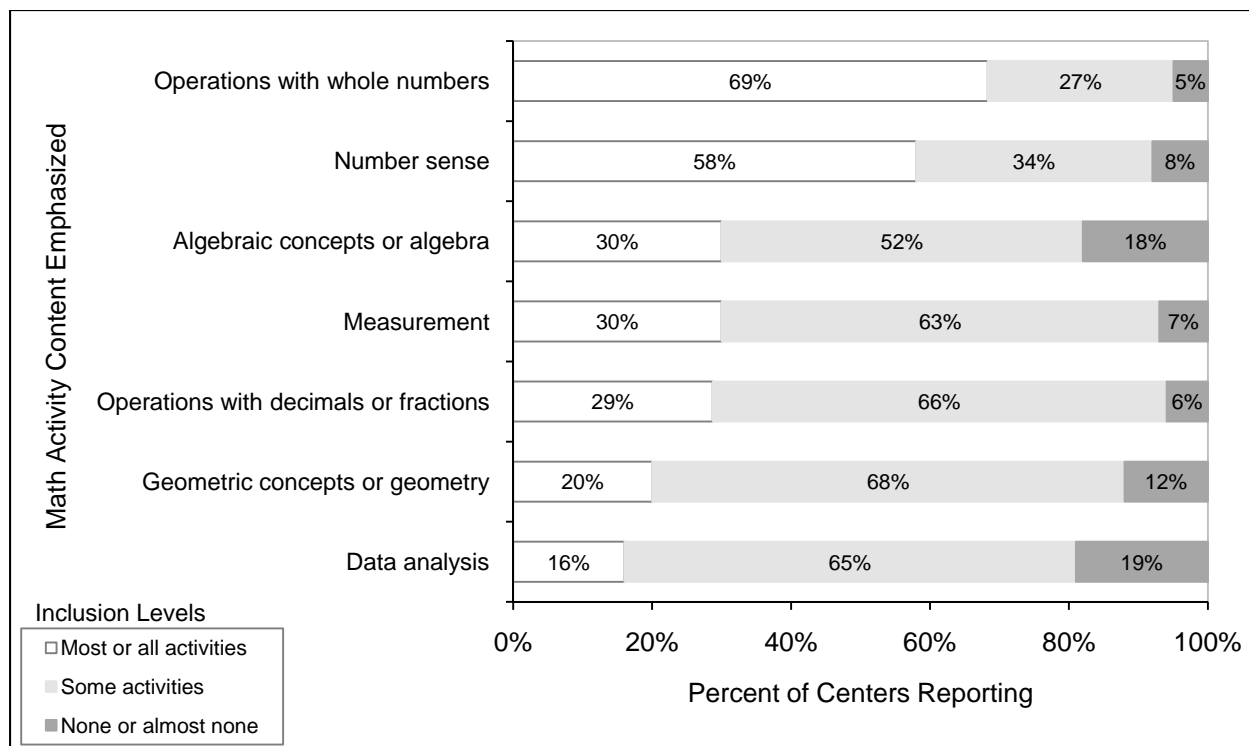 Math Activity Content Emphasized
Operations with whole numbers 69% 27% 5%
Number sense 58% 34% 8%
Algebraic concepts or algebra 30% 52% 18%
Measurement 30% 63% 7%
Operations with decimals or fractions 29% 66% 6%
Geometric concepts or geometry 20% 68% 12%
Data analysis 16% 65% 19%
0% 20% 40% 60% 80% 100%
Percent of Centers Reporting
Inclusion Levels
Most or all activities
Some activities
None or almost none